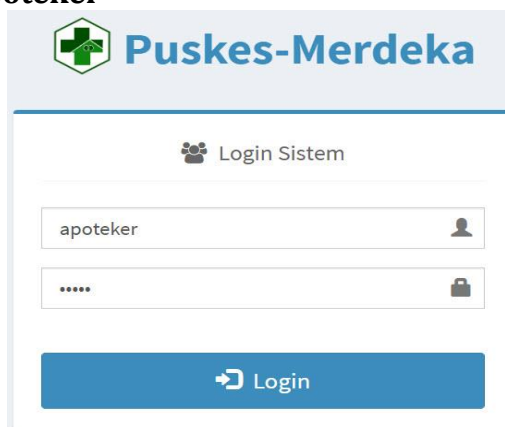 Puskes-Merdeka
Login Sistem
apoteker
•••••
Login